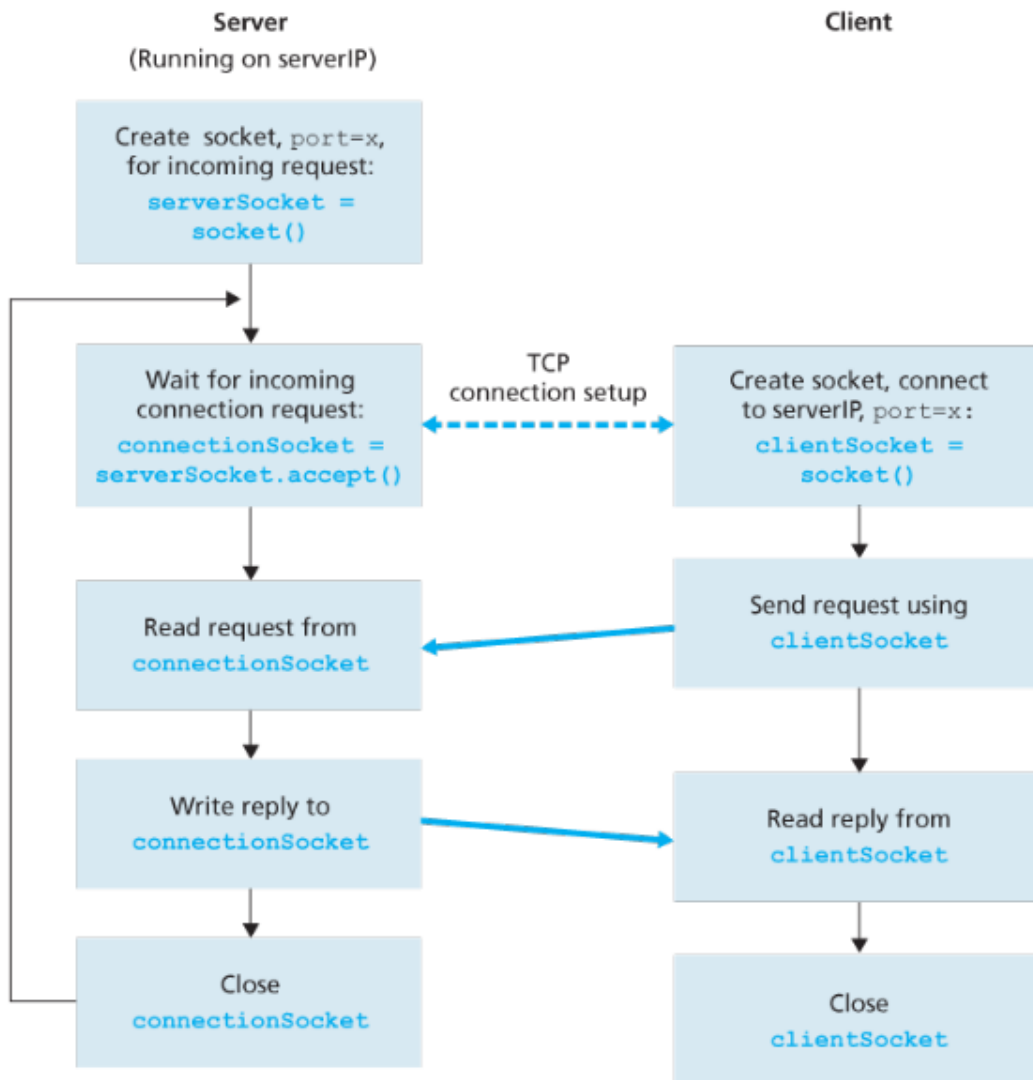 Server
(Running on serverIP)
Client
Create socket, port=x,
for incoming request:
serverSocket =
socket()
Wait for incoming
connection request:
connectionSocket =
serverSocket.accept()
TCP
connection setup
Create socket, connect
to serverIP, port=x:
clientSocket =
socket()
Read request from
connectionSocket
Send request using
clientSocket
Write reply to
connectionSocket
Read reply from
clientSocket
Close
connectionSocket
Close
clientSocket